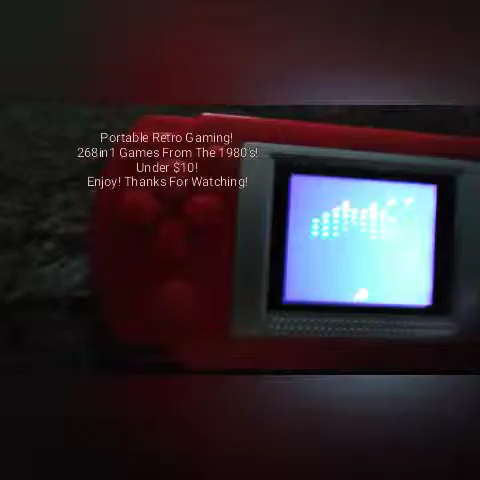 Portable Retro Gaming!
268in1 Games From The 1980's!
Under $10!
Enjoy! Thanks For Watching!